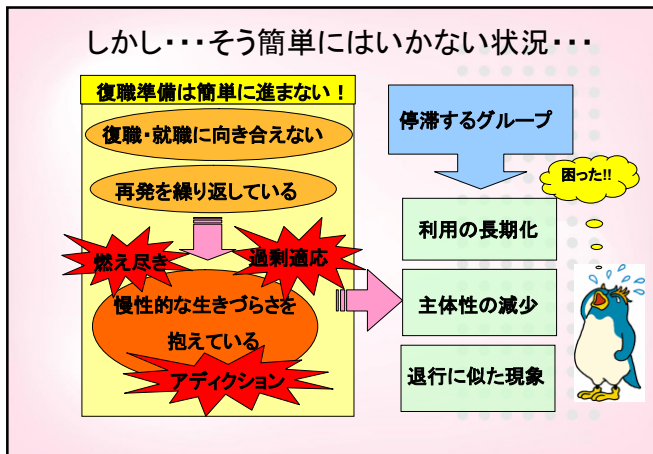 しかし・・・そう簡単にはいかない状況・・・
復職準備は簡単に進まない！
復職・就職に向き合えない
再発を繰り返している
燃え尽き
過剰適応
慢性的な生きづらさを
抱えている
アディクション
停滞するグループ
困った!!
利用の長期化
主体性の減少
退行に似た現象